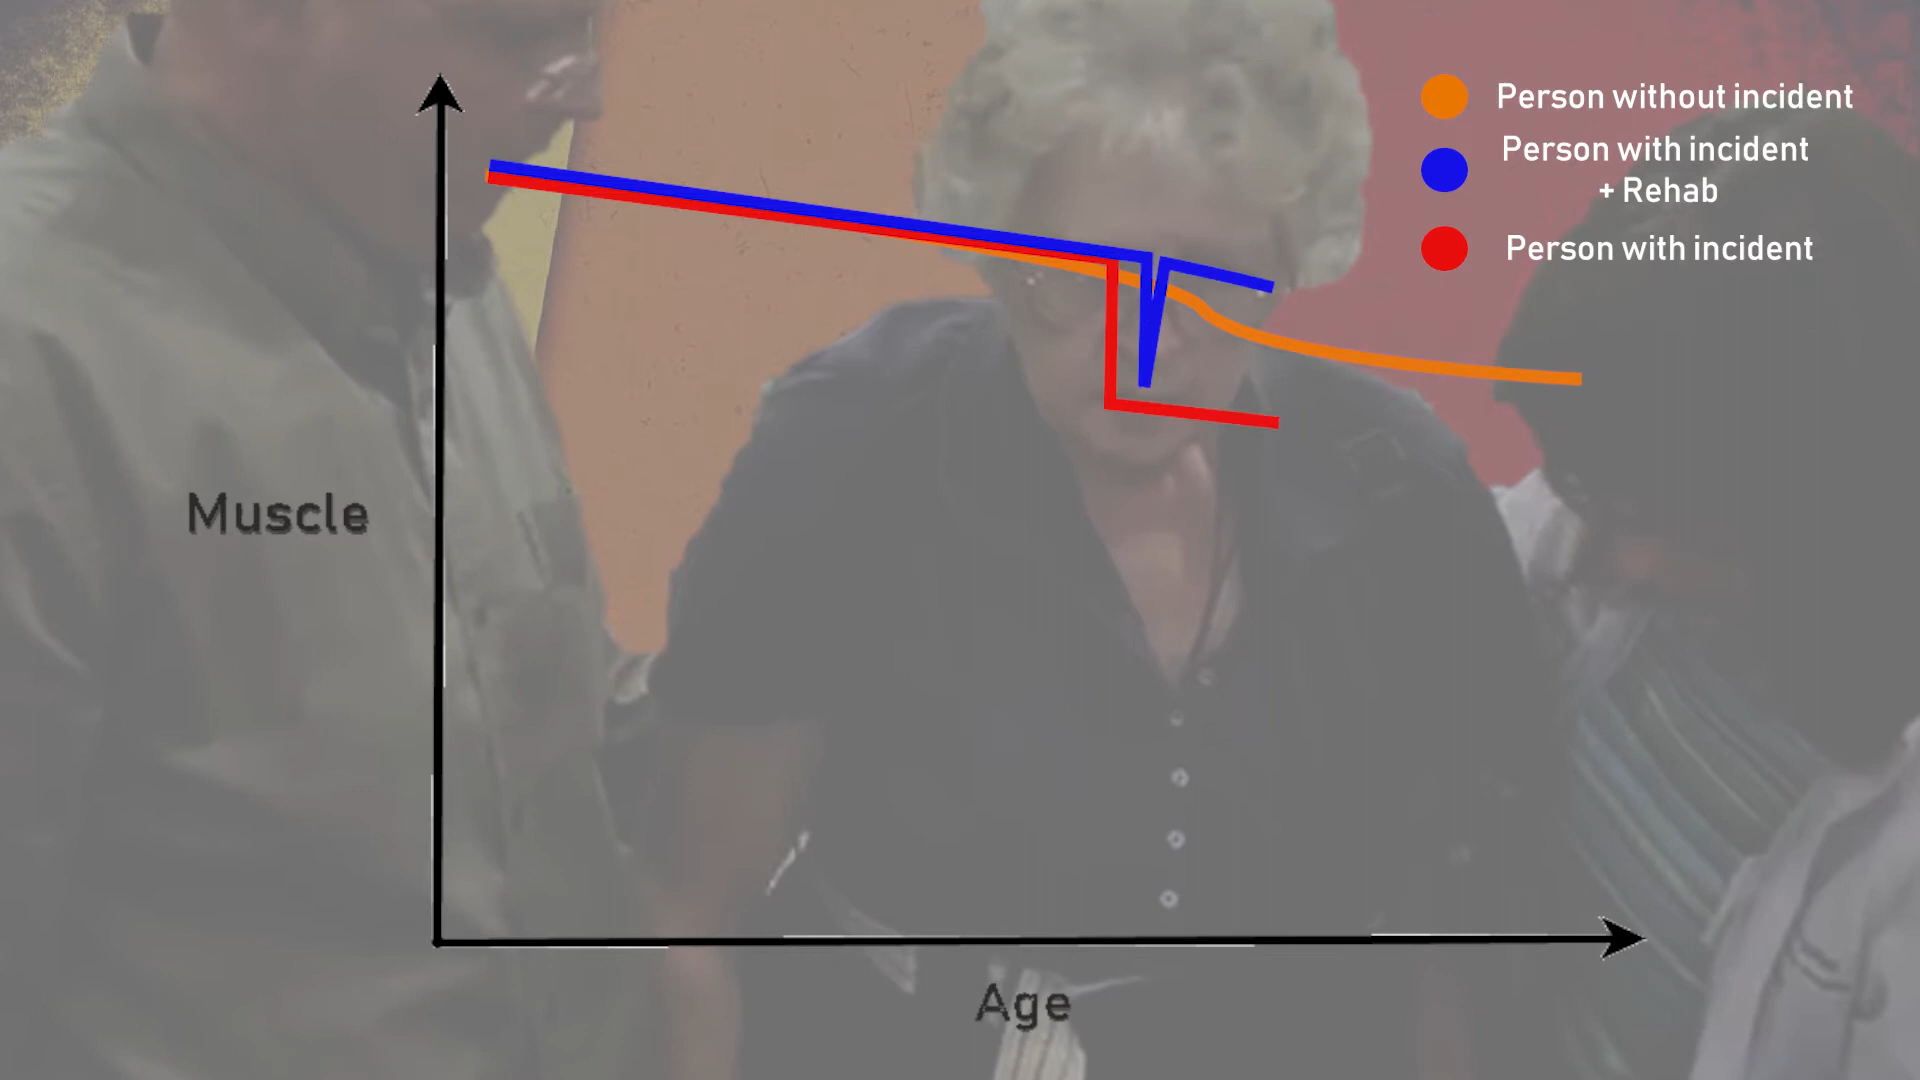 Person without incident
Person with incident
+ Rehab
Person with incident
Muscle
Age